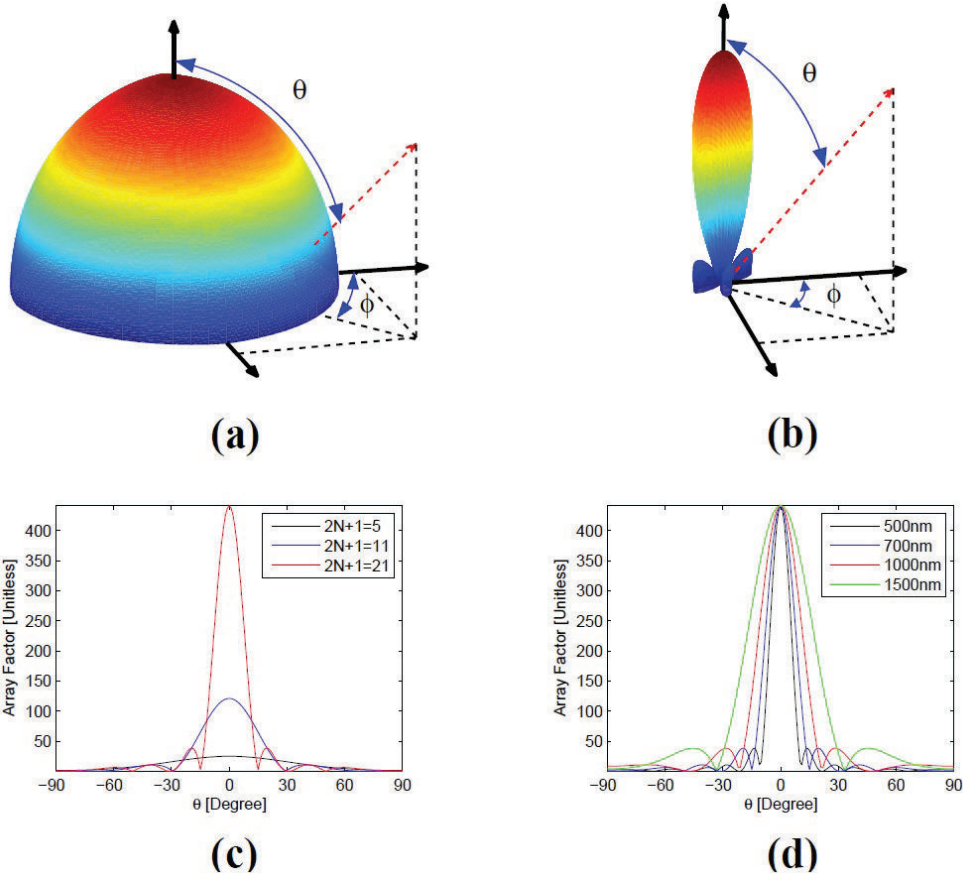 θ
ϕ
(a)
θ
ϕ
(b)
Array Factor [Unitless]
400
350
300
250
200
150
100
50
−90
−60
−30
0
30
60
90
θ [Degree]
2N+1=5
2N+1=11
2N+1=21
(c)
Array Factor [Unitless]
400
350
300
250
200
150
100
50
−90
−60
−30
0
30
60
90
θ [Degree]
500nm
700nm
1000nm
1500nm
(d)